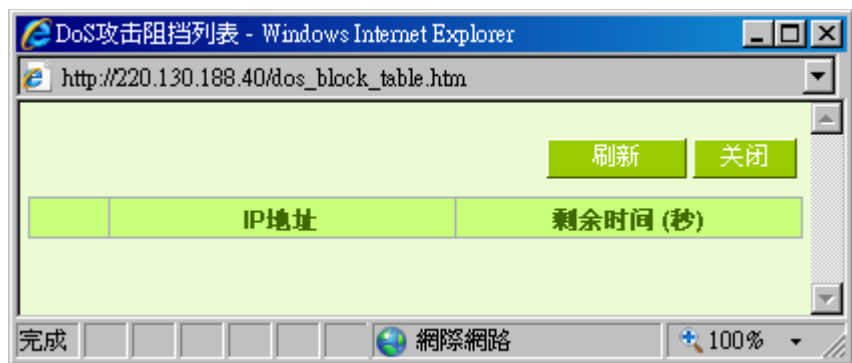 DoS攻击阻挡列表 - Windows Internet Explorer
http://220.130.188.40/dos_block_table.htm
刷新 关闭
IP地址 剩余时间 (秒)
完成 網際網路 100%